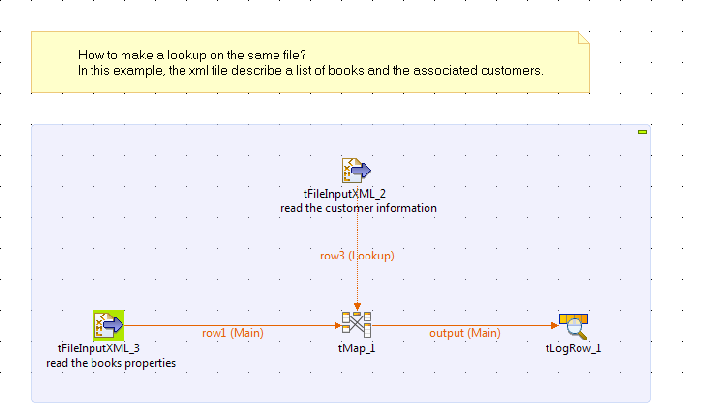 How to make a lookup on the same file?
In this example, the xml file describe a list of books and the associated customers.
tFileInputXML_2
read the customer information
row3 (Lookup)
row1 (Main)
output (Main)
tFileInputXML_3
read the books properties
tMap_1
tLogRow_1